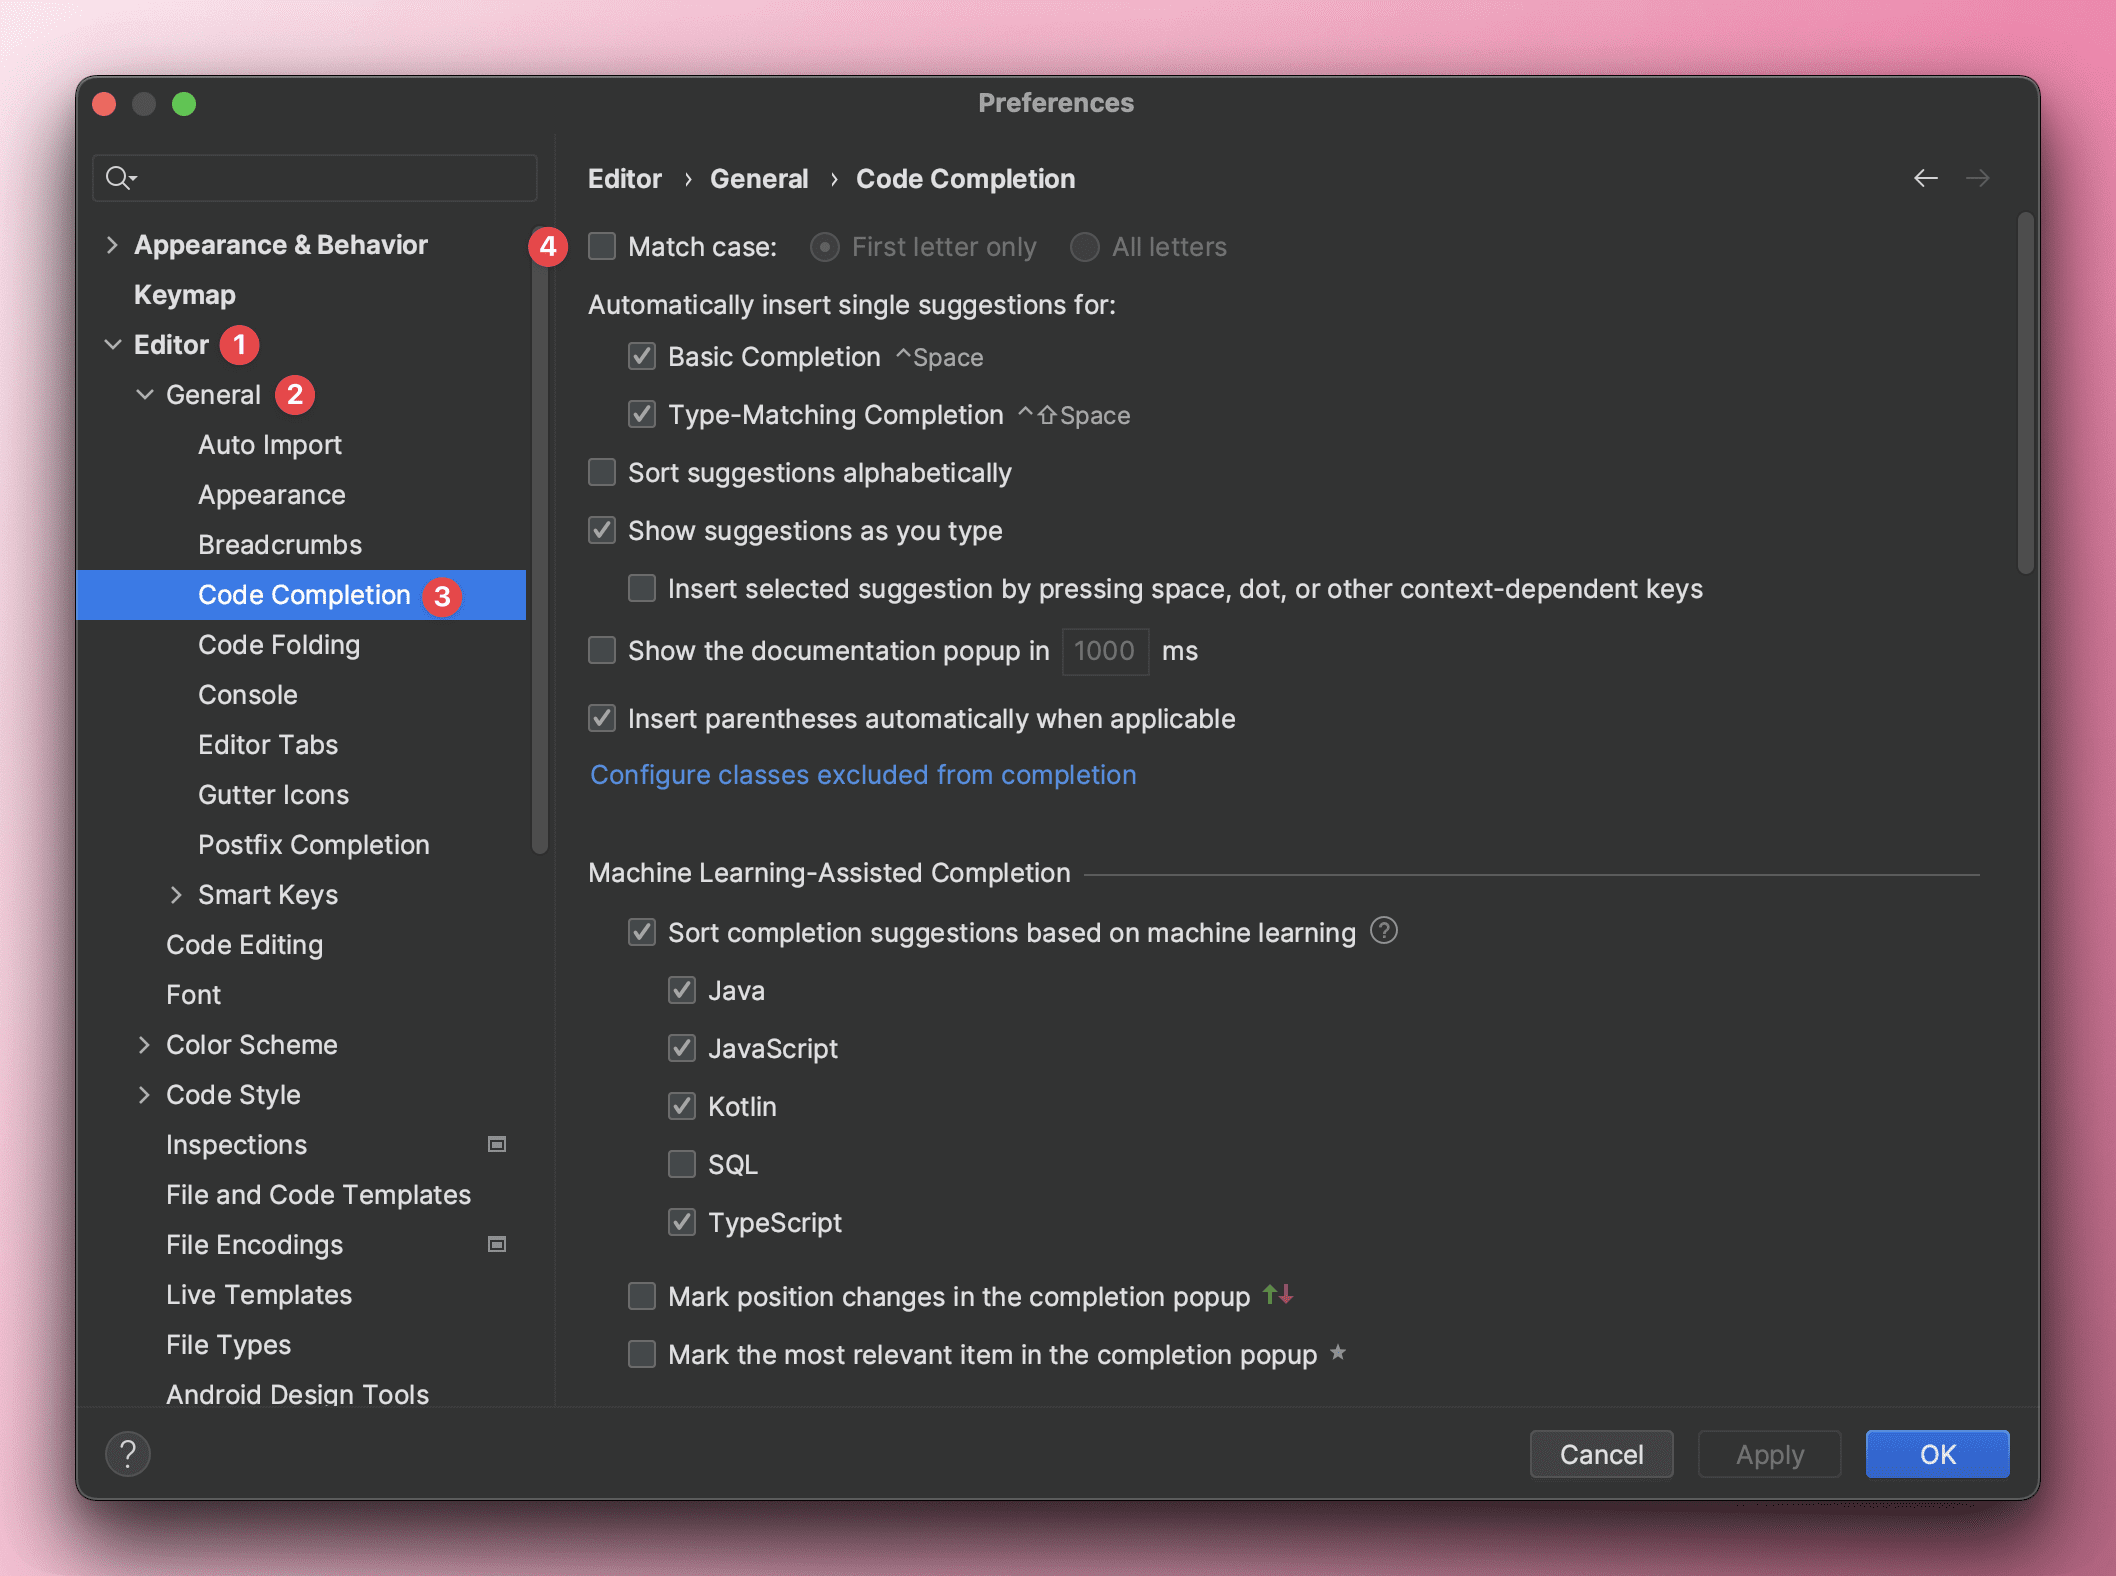 Preferences
Appearance & Behavior
Keymap
Editor 1
General 2
Auto Import
Appearance
Breadcrumbs
Code Completion 3
Code Folding
Console
Editor Tabs
Gutter Icons
Postfix Completion
Smart Keys
Code Editing
Font
Color Scheme
Code Style
Inspections
File and Code Templates
File Encodings
Live Templates
File Types
Android Design Tools
Editor › General › Code Completion
4 Match case: First letter only All letters
Automatically insert single suggestions for:
Basic Completion ^Space
Type-Matching Completion ^⇧Space
Sort suggestions alphabetically
Show suggestions as you type
Insert selected suggestion by pressing space, dot, or other context-dependent keys
Show the documentation popup in 1000 ms
Insert parentheses automatically when applicable
Configure classes excluded from completion
Machine Learning-Assisted Completion
Sort completion suggestions based on machine learning ?
Java
JavaScript
Kotlin
SQL
TypeScript
Mark position changes in the completion popup
Mark the most relevant item in the completion popup
? Cancel Apply OK